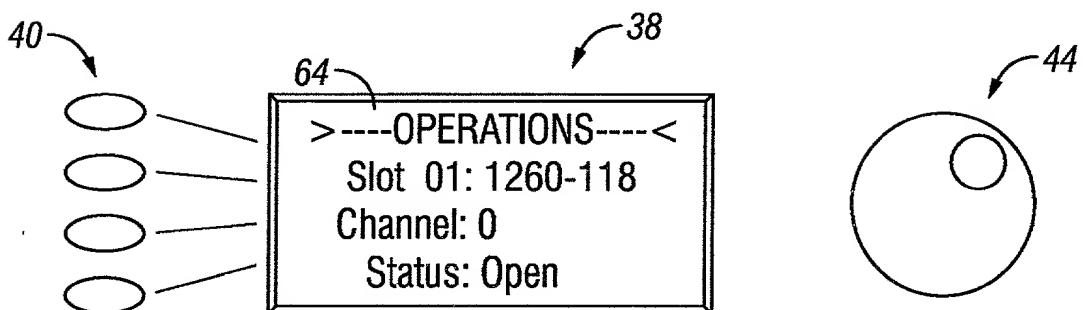 40
38
64
44
>----OPERATIONS----<
Slot 01: 1260-118
Channel: 0
Status: Open